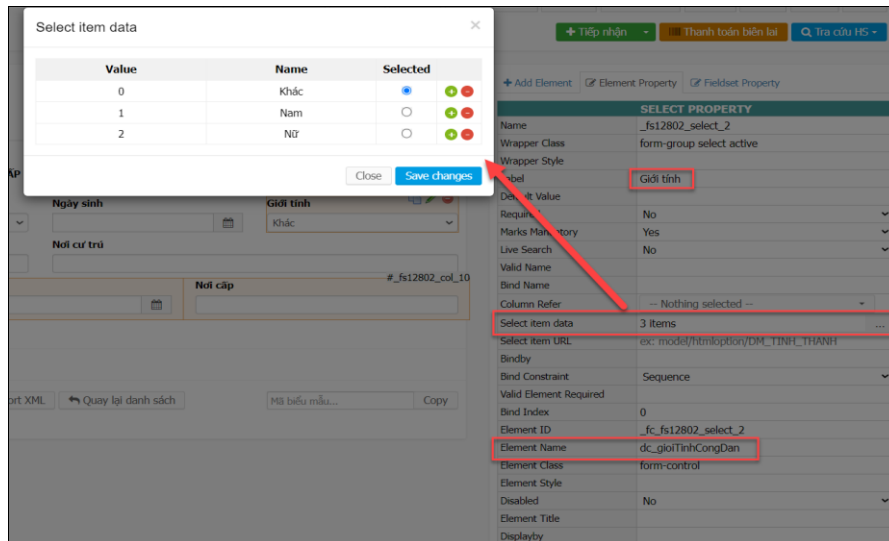 Select item data ×
Value Name Selected
0 Khác
1 Nam
2 Nữ
Close Save changes
Tiếp nhận Thanh toán biên lai Tra cứu HS
Add Element Element Property Fieldset Property
SELECT PROPERTY
Name _fs12802_select_2
Wrapper Class form-group select active
Wrapper Style
Label Giới tính
Default Value
Required No
Marks Mandatory Yes
Live Search No
Valid Name
Bind Name
Column Refer -- Nothing selected --
Select item data 3 items ...
Select item URL ex: model/htmloption/DM_TINH_THANH
Bindby
Bind Constraint Sequence
Valid Element Required
Bind Index 0
Element ID _fc_fs12802_select_2
Element Name dc_gioiTinhCongDan
Element Class form-control
Element Style
Disabled No
Element Title
Displayby
ÁP
Ngày sinh Giới tính
Khác
Nơi cư trú
#_fs12802_col_10
Nơi cấp
ort XML Quay lại danh sách Mã biểu mẫu... Copy